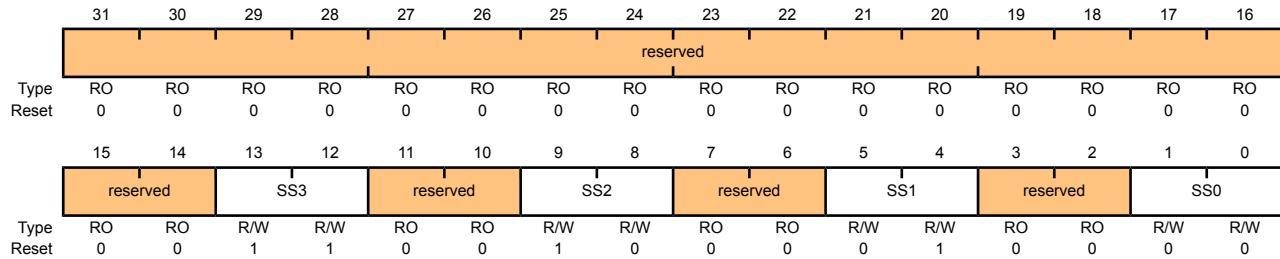 31 30 29 28 27 26 25 24 23 22 21 20 19 18 17 16
reserved
Type RO RO RO RO RO RO RO RO RO RO RO RO RO RO RO RO
Reset 0 0 0 0 0 0 0 0 0 0 0 0 0 0 0 0
15 14 13 12 11 10 9 8 7 6 5 4 3 2 1 0
reserved SS3 reserved SS2 reserved SS1 reserved SS0
Type RO RO R/W R/W RO RO R/W R/W RO RO R/W R/W RO RO R/W R/W
Reset 0 0 1 1 0 0 1 0 0 0 0 1 0 0 0 0